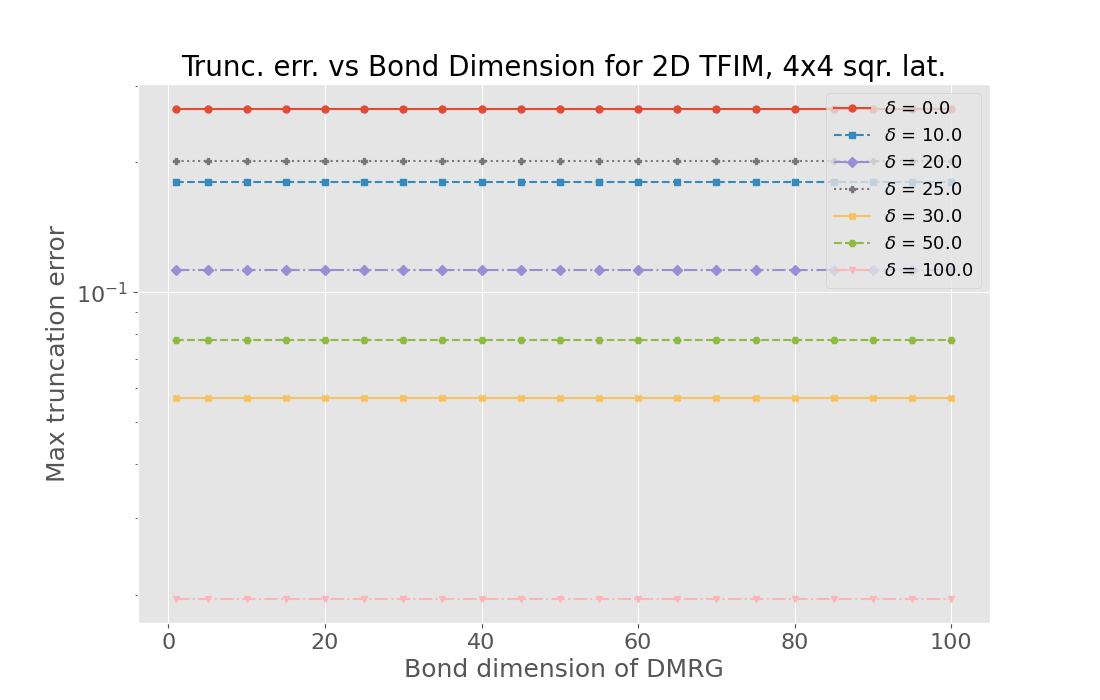 Trunc. err. vs Bond Dimension for 2D TFIM, 4x4 sqr. lat.
δ = 0.0
δ = 10.0
δ = 20.0
δ = 25.0
δ = 30.0
δ = 50.0
δ = 100.0
Max truncation error
10⁻¹
0 20 40 60 80 100
Bond dimension of DMRG